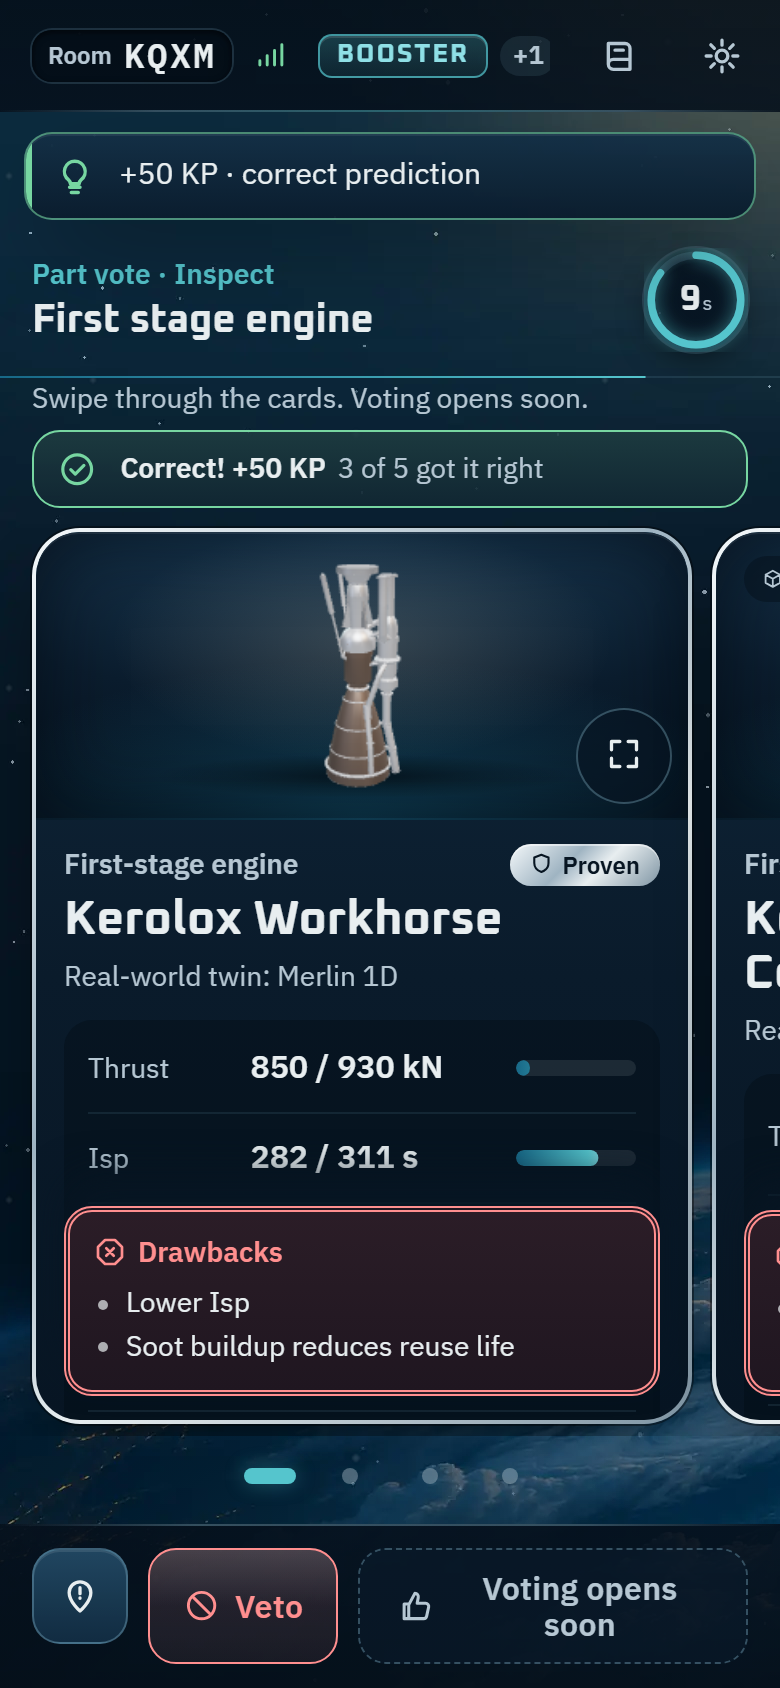 Room KQXM BOOSTER +1
+50 KP · correct prediction
Part vote · Inspect
First stage engine
9s
Swipe through the cards. Voting opens soon.
Correct! +50 KP 3 of 5 got it right
First-stage engine
Proven
Kerolox Workhorse
Real-world twin: Merlin 1D
Thrust 850 / 930 kN
Isp 282 / 311 s
Drawbacks
Lower Isp
Soot buildup reduces reuse life
Veto
Voting opens
soon